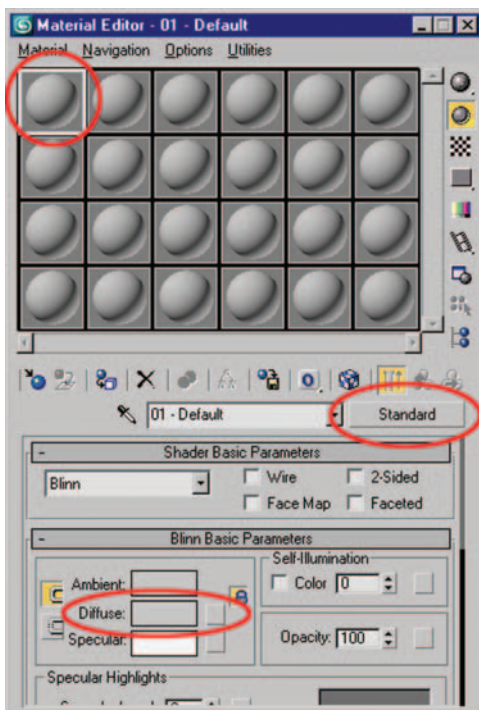 Material Editor - 01 - Default
Material Navigation Options Utilities
01 - Default Standard
Shader Basic Parameters
Blinn Wire 2-Sided
Face Map Faceted
Blinn Basic Parameters
Self-Illumination
Ambient: Color 0
Diffuse:
Specular: Opacity: 100
Specular Highlights